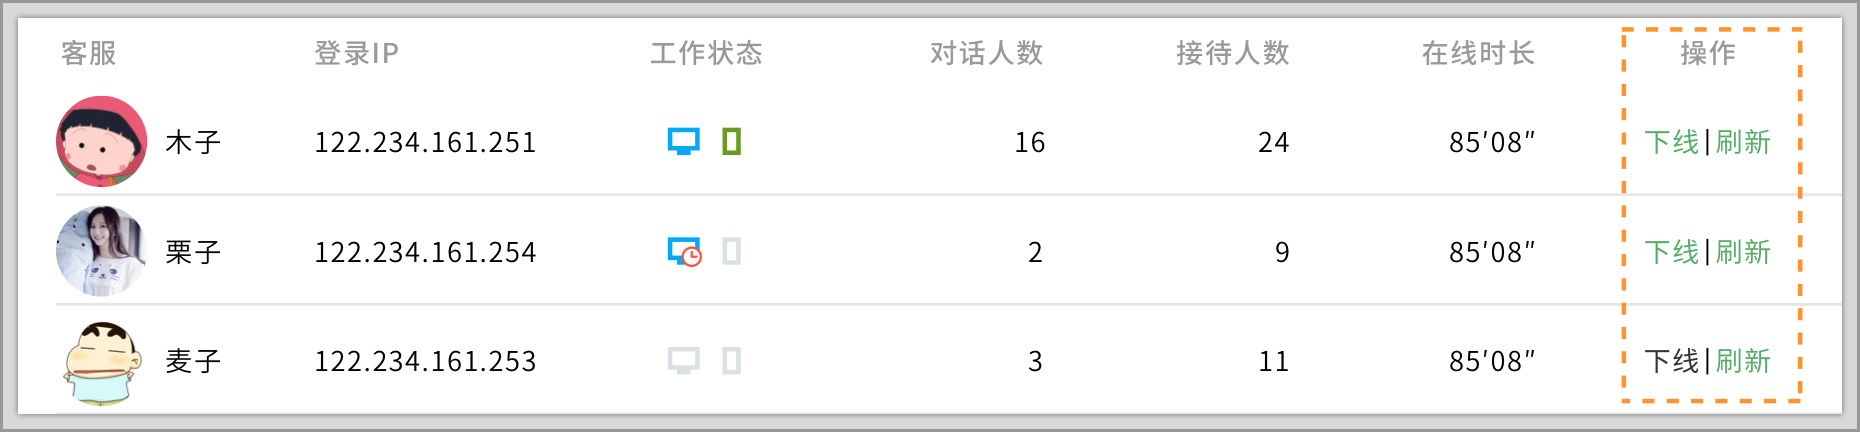 客服 登录IP 工作状态 对话人数 接待人数 在线时长 操作
木子 122.234.161.251 16 24 85'08" 下线|刷新
栗子 122.234.161.254 2 9 85'08" 下线|刷新
麦子 122.234.161.253 3 11 85'08" 下线|刷新